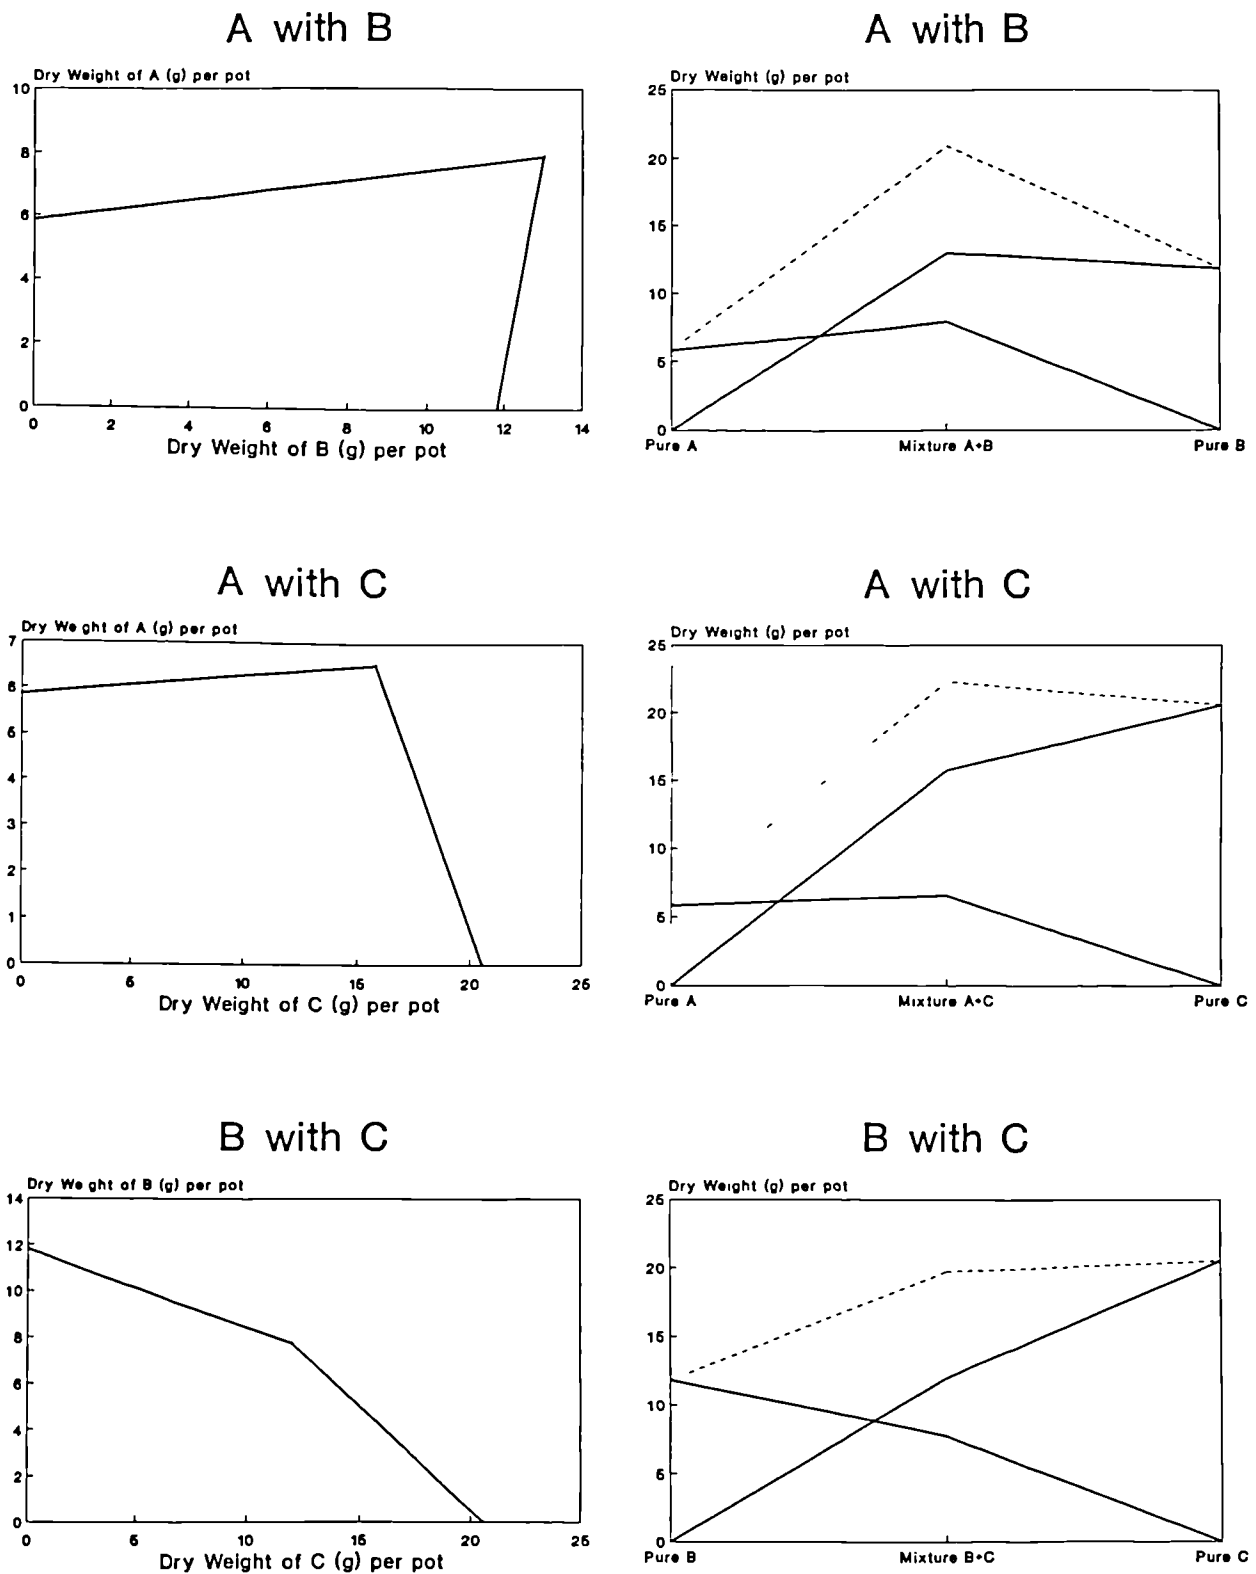 A with B
Dry Weight of A (g) per pot
10
8
6
4
2
0
0 2 4 6 8 10 12 14
Dry Weight of B (g) per pot
A with B
Dry Weight (g) per pot
25
20
15
10
5
0
Pure A Mixture A+B Pure B
A with C
Dry We ght of A (g) per pot
7
6
5
4
3
2
1
0
0 5 10 15 20 25
Dry Weight of C (g) per pot
A with C
Dry Weight (g) per pot
25
20
15
10
5
0
Pure A Mixture A+C Pure C
B with C
Dry We ght of B (g) per pot
14
12
10
8
6
4
2
0
0 5 10 15 20 25
Dry Weight of C (g) per pot
B with C
Dry Weight (g) per pot
25
20
15
10
5
0
Pure B Mixture B+C Pure C